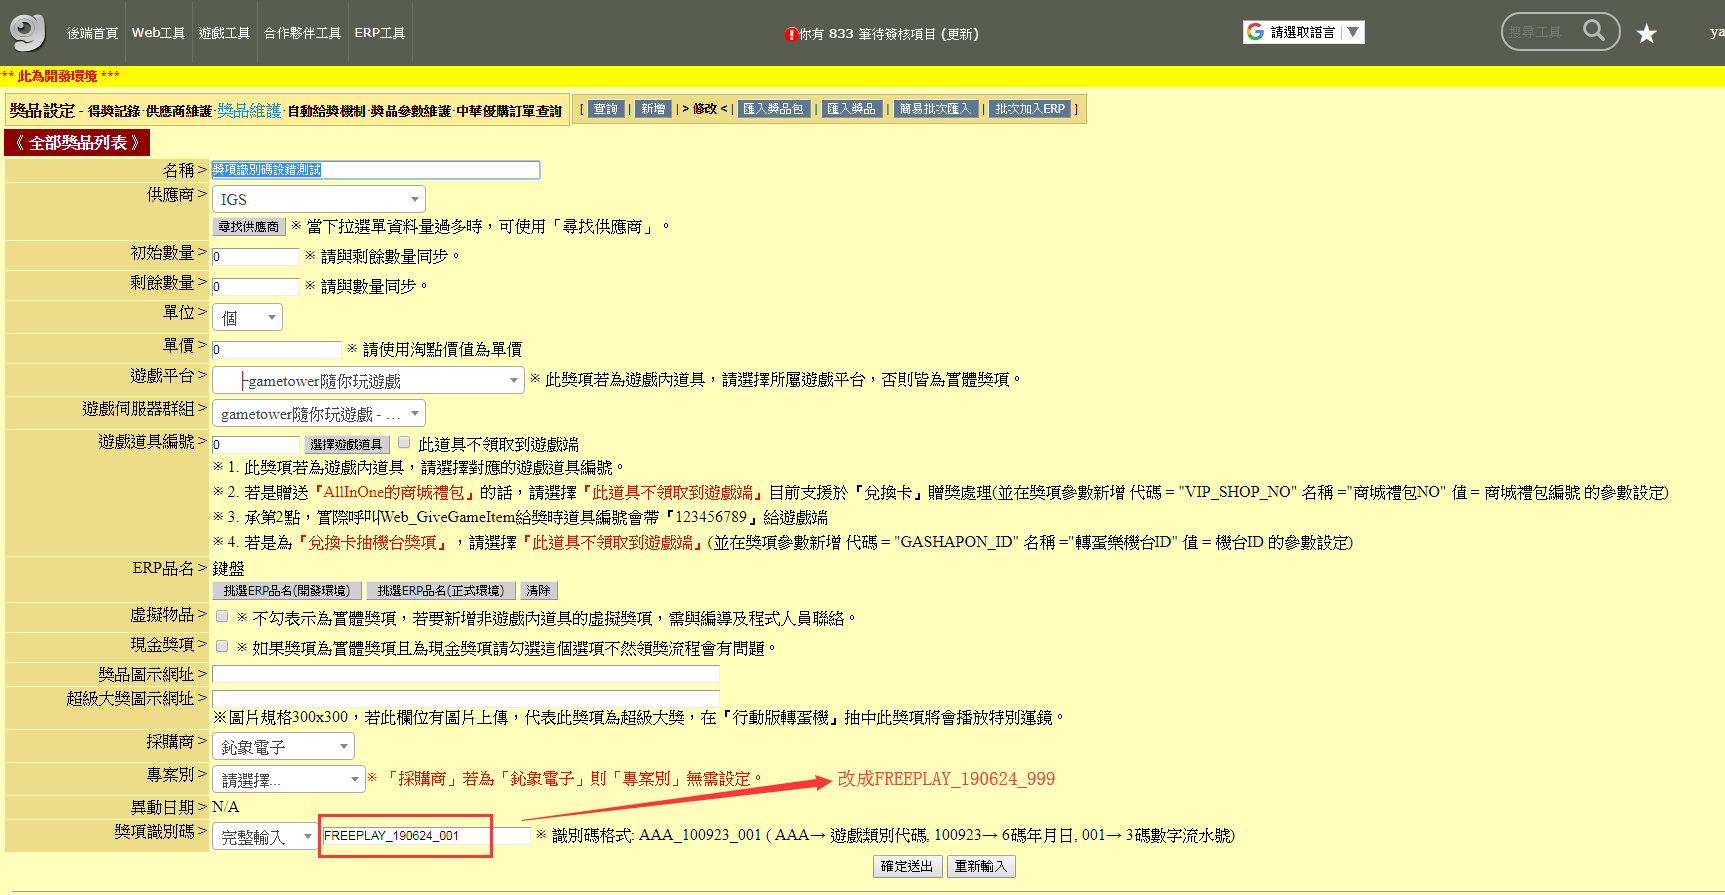 後端首頁 Web工具 遊戲工具 合作夥伴工具 ERP工具 你有 833 筆待簽核項目 (更新) 請選取語言 ▼ 搜尋工具 ya
*** 此為開發環境 ***
獎品設定 - 得獎記錄·供應商維護·獎品維護·自動給獎機制·獎品參數維護·中華優購訂單查詢 [ 查詢 | 新增 | > 修改 < | 匯入獎品包 | 匯入獎品 | 簡易批次匯入 | 批次加入ERP ]
《 全部獎品列表 》
名稱 > 獎項識別碼設錯測試
供應商 > IGS
尋找供應商 ※ 當下拉選單資料量過多時，可使用「尋找供應商」。
初始數量 > 0 ※ 請與剩餘數量同步。
剩餘數量 > 0 ※ 請與數量同步。
單位 > 個
單價 > 0 ※ 請使用淘點價值為單價
遊戲平台 > ├gametower隨你玩遊戲 ※ 此獎項若為遊戲內道具，請選擇所屬遊戲平台，否則皆為實體獎項。
遊戲伺服器群組 > gametower隨你玩遊戲 - ...
遊戲道具編號 > 0 選擇遊戲道具 此道具不領取到遊戲端
※ 1. 此獎項若為遊戲內道具，請選擇對應的遊戲道具編號。
※ 2. 若是贈送『AllInOne的商城禮包』的話，請選擇『此道具不領取到遊戲端』目前支援於『兌換卡』贈獎處理(並在獎項參數新增 代碼 = "VIP_SHOP_NO" 名稱 ="商城禮包NO" 值 = 商城禮包編號 的參數設定)
※ 3. 承第2點，實際呼叫Web_GiveGameItem給獎時道具編號會帶『123456789』給遊戲端
※ 4. 若是為『兌換卡抽機台獎項』，請選擇『此道具不領取到遊戲端』(並在獎項參數新增 代碼 = "GASHAPON_ID" 名稱 ="轉蛋樂機台ID" 值 = 機台ID 的參數設定)
ERP品名 > 鍵盤
挑選ERP品名(開發環境) 挑選ERP品名(正式環境) 清除
虛擬物品 > ※ 不勾表示為實體獎項，若要新增非遊戲內道具的虛擬獎項，需與編導及程式人員聯絡。
現金獎項 > ※ 如果獎項為實體獎項且為現金獎項請勾選這個選項不然領獎流程會有問題。
獎品圖示網址 >
超級大獎圖示網址 >
※圖片規格300x300，若此欄位有圖片上傳，代表此獎項為超級大獎，在『行動版轉蛋機』抽中此獎項將會播放特別運鏡。
採購商 > 鈊象電子
專案別 > 請選擇... ※ 「採購商」若為「鈊象電子」則「專案別」無需設定。 改成FREEPLAY_190624_999
異動日期 > N/A
獎項識別碼 > 完整輸入 FREEPLAY_190624_001 ※ 識別碼格式: AAA_100923_001 ( AAA→ 遊戲類別代碼, 100923→ 6碼年月日, 001→ 3碼數字流水號)
確定送出 重新輸入